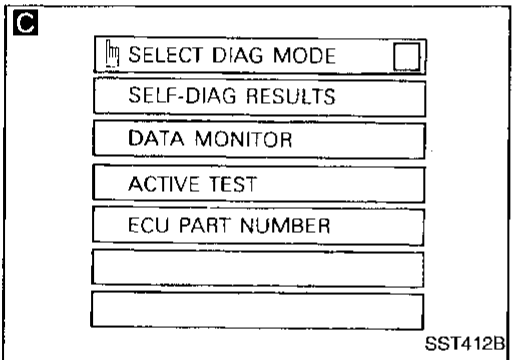 C
SELECT DIAG MODE
SELF-DIAG RESULTS
DATA MONITOR
ACTIVE TEST
ECU PART NUMBER
SST412B